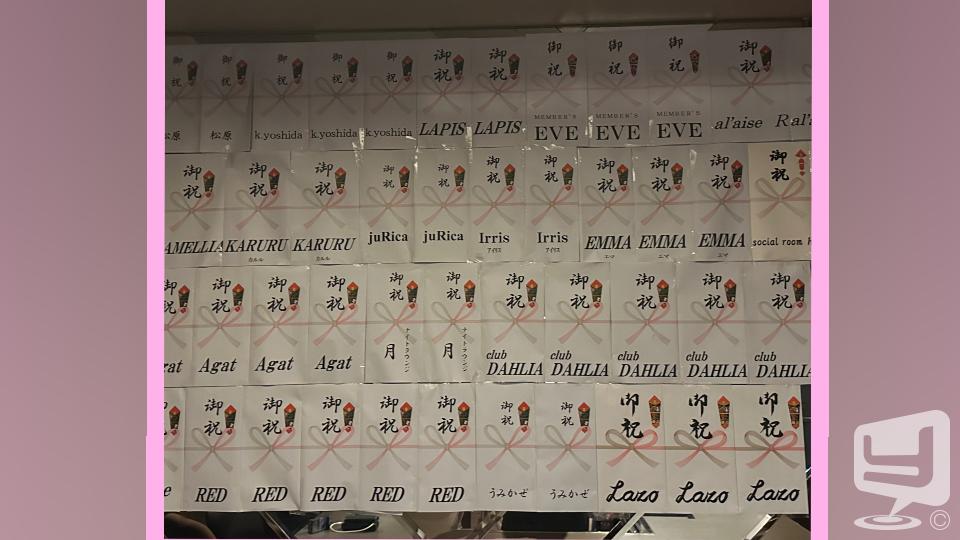 御祝 松原
御祝 松原
御祝 k.yoshida
御祝 k.yoshida
御祝 k.yoshida
御祝 LAPIS
御祝 LAPIS
御祝 MEMBER'S EVE
御祝 MEMBER'S EVE
御祝 MEMBER'S EVE
御祝 al'aise
Ral'
御祝 AMELLIA
御祝 KARURU カルル
御祝 KARURU カルル
御祝 juRica
御祝 juRica
御祝 Irris アイリス
御祝 Irris アイリス
御祝 EMMA エマ
御祝 EMMA エマ
御祝 EMMA
御祝 social room
御祝 at
御祝 Agat
御祝 Agat
御祝 Agat
御祝 月 ナイトラウンジ
御祝 月 ナイトラウンジ
御祝 club DAHLIA
御祝 club DAHLIA
御祝 club DAHLIA
御祝 club DAHLIA
御祝 club DAHLIA
e
御祝 RED
御祝 RED
御祝 RED
御祝 RED
御祝 RED
御祝 うみかぜ
御祝 うみかぜ
御祝 Lazo
御祝 Lazo
御祝 Lazo
©